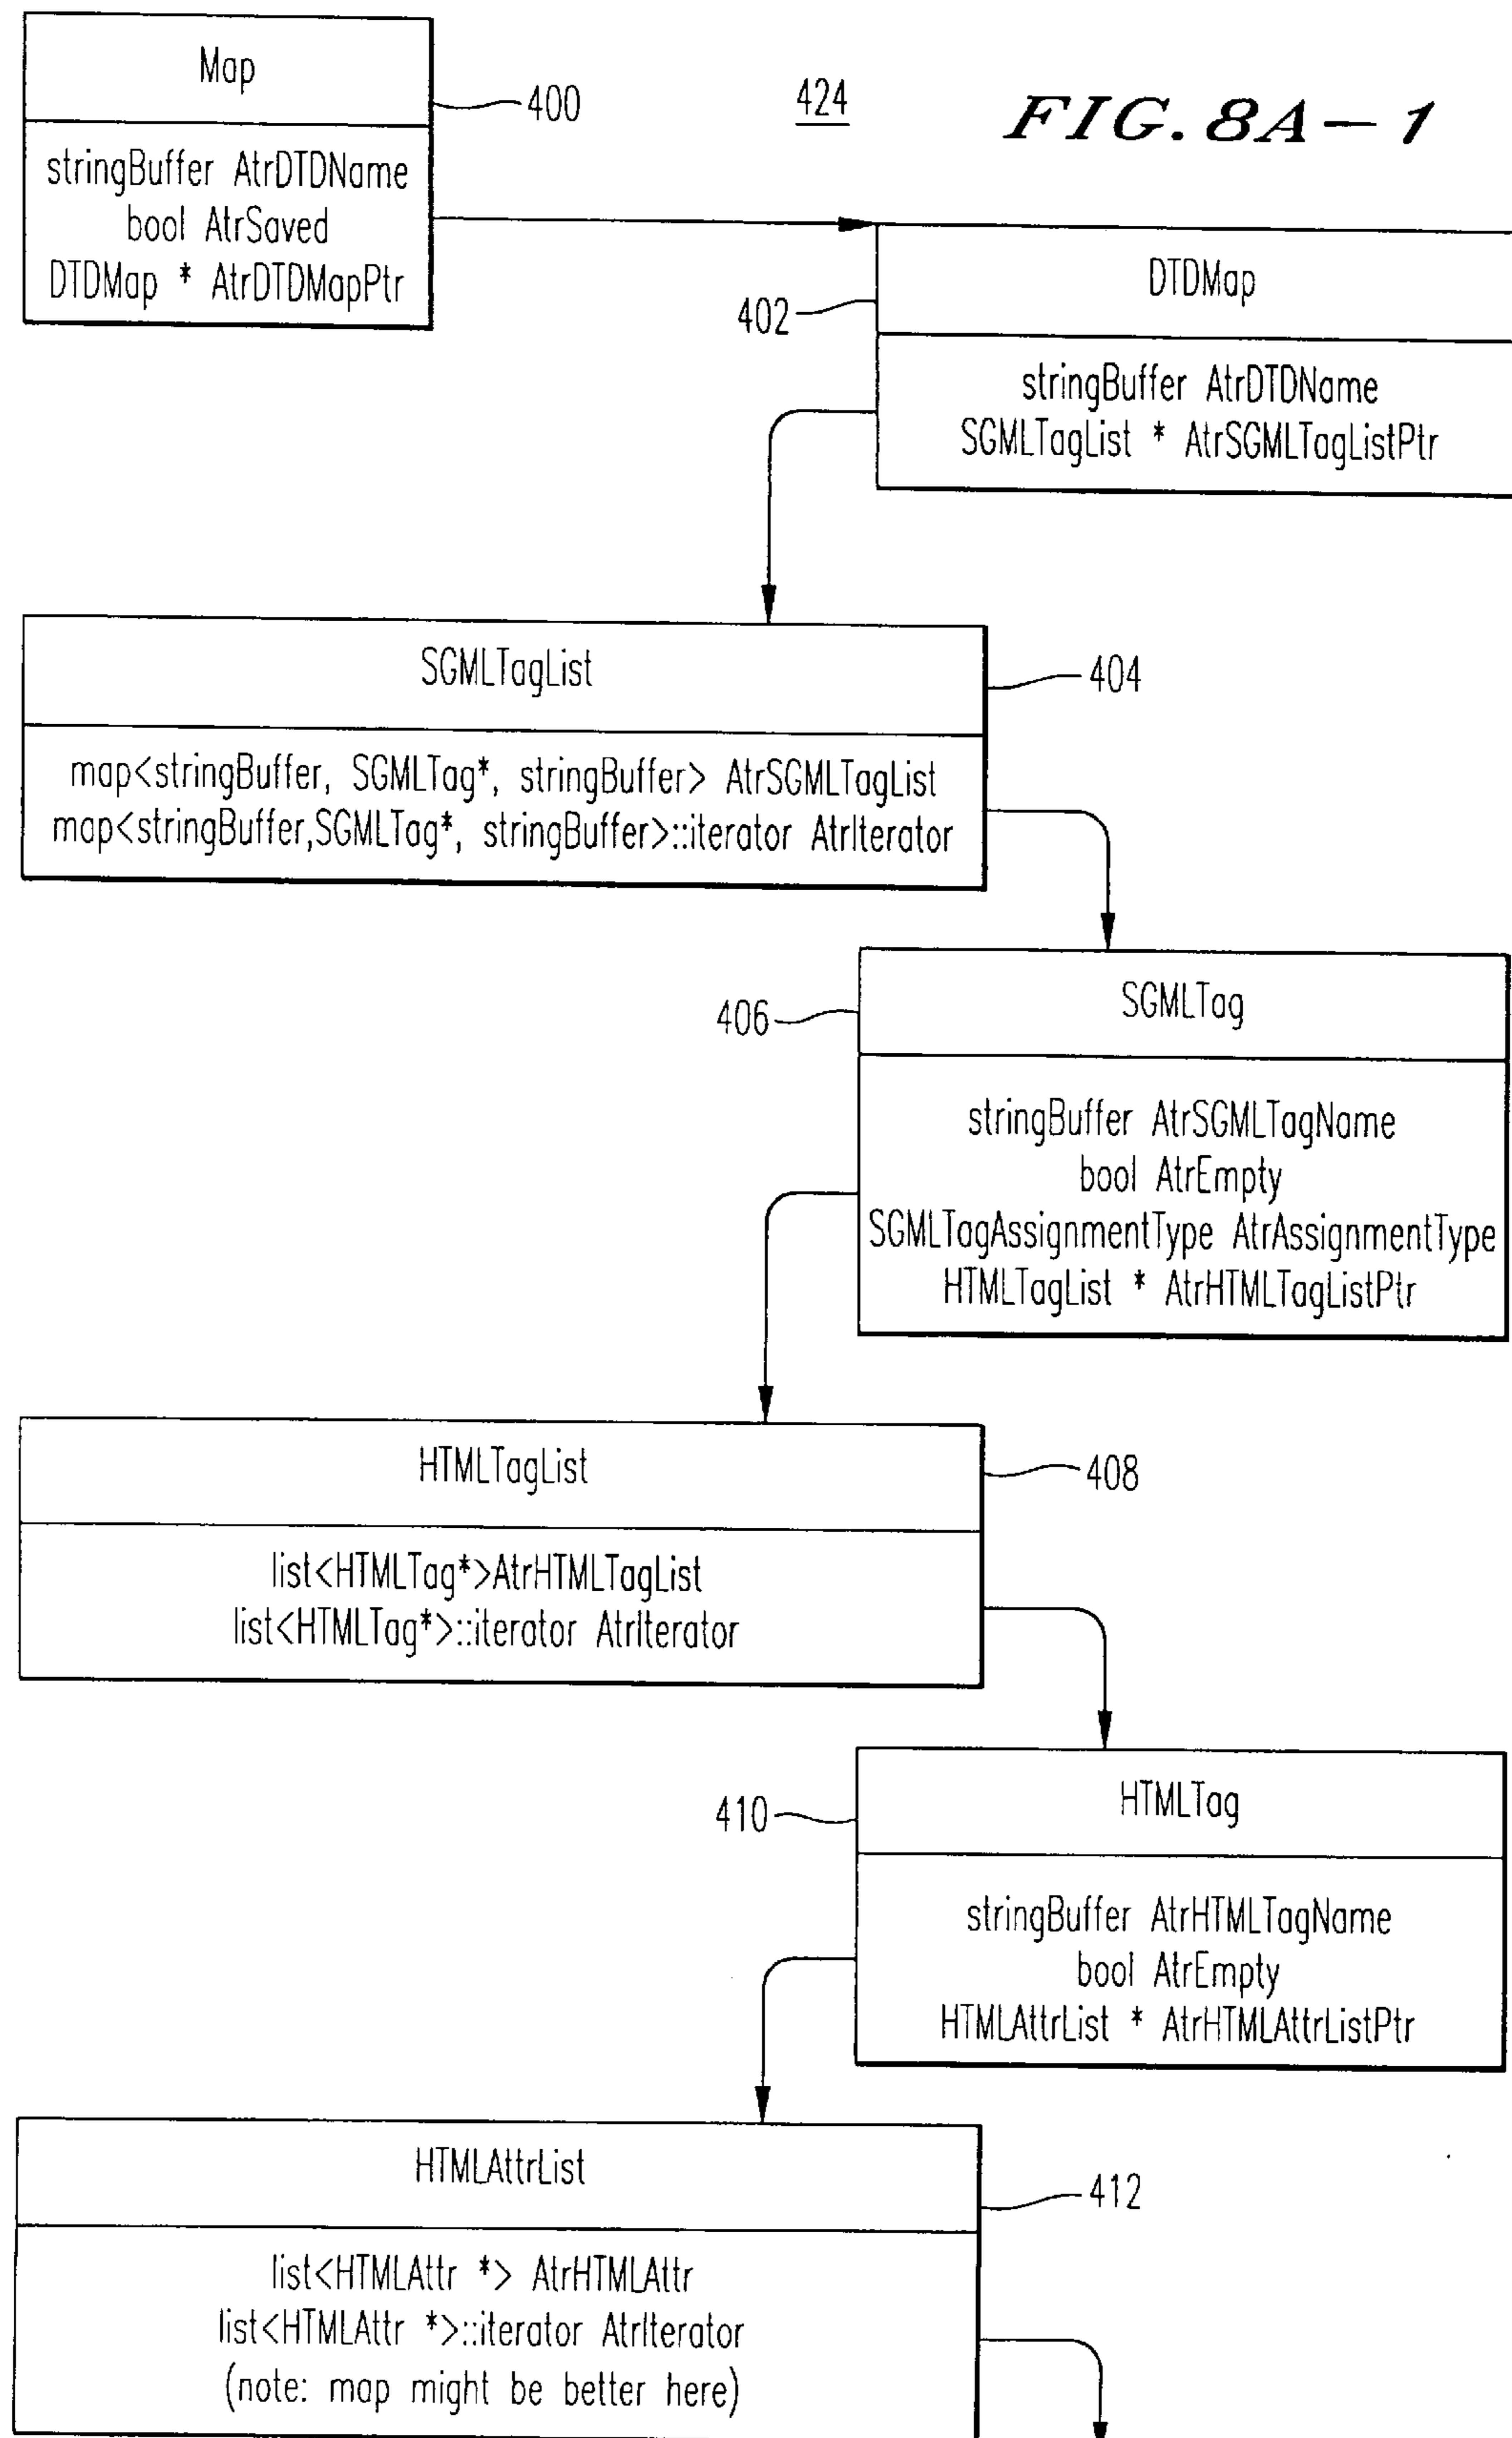 Map
400
424
FIG. 8A-1
stringBuffer AtrDTDName
bool AtrSaved
DTDMap * AtrDTDMapPtr
DTDMap
402
stringBuffer AtrDTDName
SGMLTagList * AtrSGMLTagListPtr
SGMLTagList
404
map<stringBuffer, SGMLTag*, stringBuffer> AtrSGMLTagList
map<stringBuffer,SGMLTag*, stringBuffer>::iterator AtrIterator
SGMLTag
406
stringBuffer AtrSGMLTagName
bool AtrEmpty
SGMLTagAssignmentType AtrAssignmentType
HTMLTagList * AtrHTMLTagListPtr
HTMLTagList
408
list<HTMLTag*>AtrHTMLTagList
list<HTMLTag*>::iterator AtrIterator
HTMLTag
410
stringBuffer AtrHTMLTagName
bool AtrEmpty
HTMLAttrList * AtrHTMLAttrListPtr
HTMLAttrList
412
list<HTMLAttr *> AtrHTMLAttr
list<HTMLAttr *>::iterator AtrIterator
(note: map might be better here)